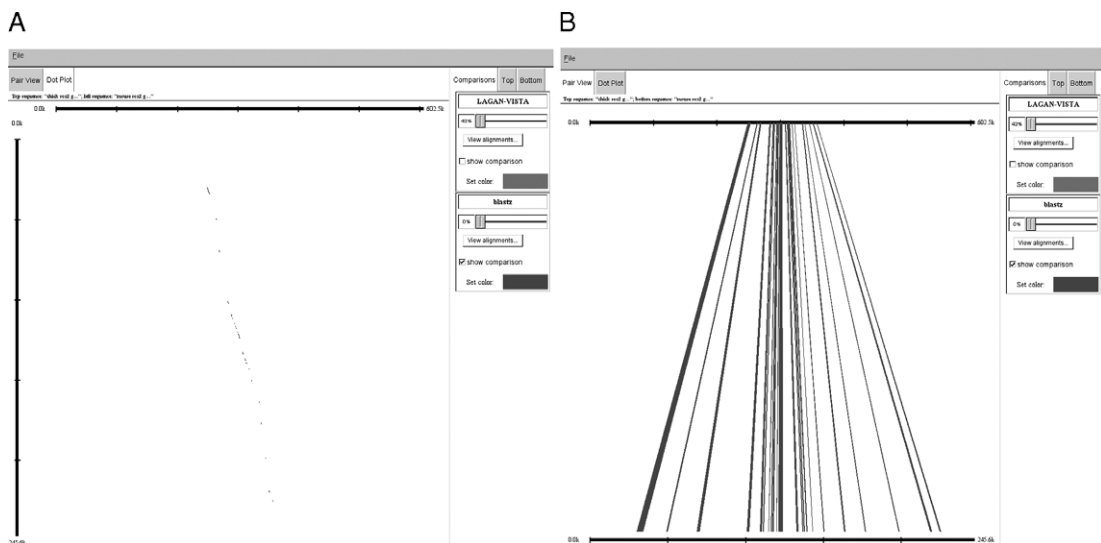 A
File
Pair View Dot Plot
0.0k 602.5k
0.0k
245.6k
Comparisons Top Bottom
LAGAN-VISTA
40%
View alignments...
show comparison
Set color:
blastz
0%
View alignments...
show comparison
Set color:
B
File
Pair View Dot Plot
0.0k 602.5k
0.0k 245.6k
Comparisons Top Bottom
LAGAN-VISTA
40%
View alignments...
show comparison
Set color:
blastz
0%
View alignments...
show comparison
Set color: